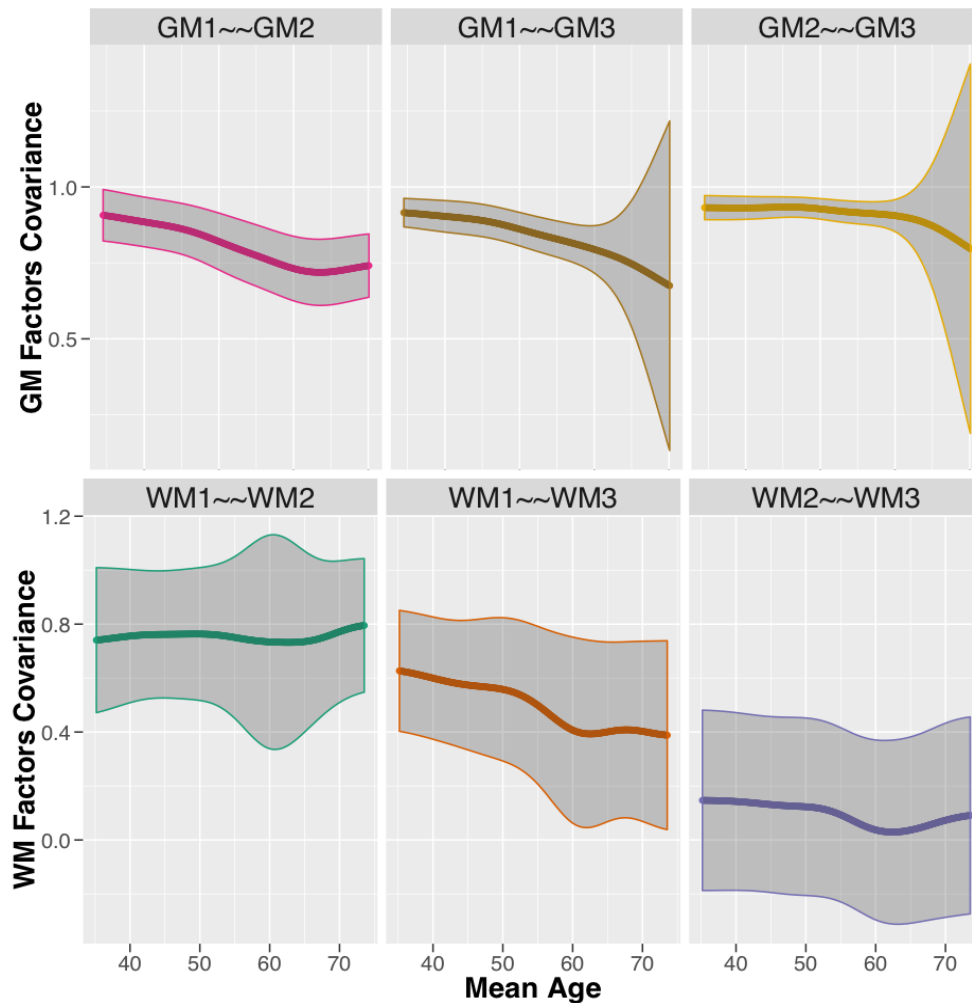 GM1~~GM2
GM1~~GM3
GM2~~GM3
GM Factors Covariance
1.0
0.5
WM1~~WM2
WM1~~WM3
WM2~~WM3
WM Factors Covariance
1.2
0.8
0.4
0.0
40 50 60 70
40 50 60 70
40 50 60 70
Mean Age